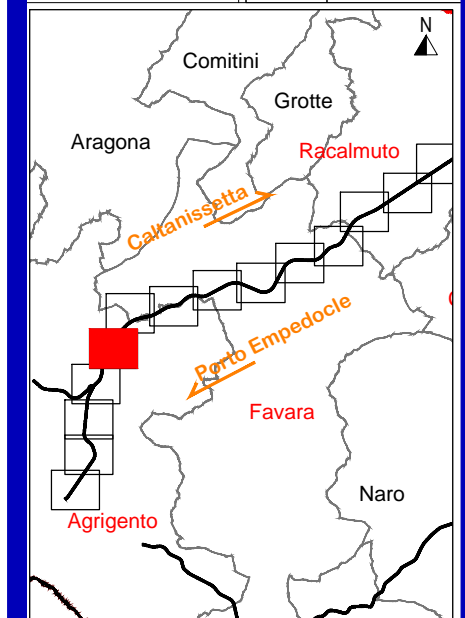 N
Comitini
Grotte
Aragona
Racalmuto
Caltanissetta
Porto Empedocle
Favara
Naro
Agrigento